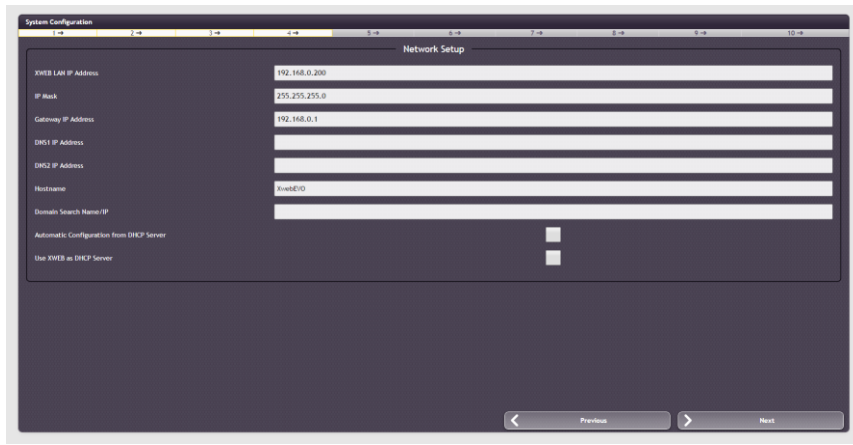 System Configuration
1 → 2 → 3 → 4 → 5 → 6 → 7 → 8 → 9 → 10 →
Network Setup
XWEB LAN IP Address 192.168.0.200
IP Mask 255.255.255.0
Gateway IP Address 192.168.0.1
DNS1 IP Address
DNS2 IP Address
Hostname XwebEVO
Domain Search Name/IP
Automatic Configuration from DHCP Server
Use XWEB as DHCP Server
Previous Next